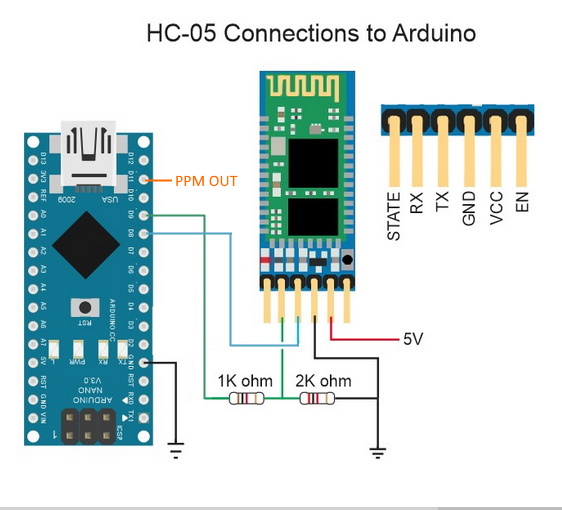 HC-05 Connections to Arduino
PPM OUT
D13
3V3
REF
A0
A1
A2
A3
A4
A5
A6
A7
5V
RST
GND
VIN
D12
D11
D10
D9
D8
D7
D6
D5
D4
D3
D2
GND
RST
RX0
TX1
2009
USA
RST
ARDUINO.CC
L
PWR
RX
TX
ARDUINO
NANO
V3.0
ICSP
1
STATE
RX
TX
GND
VCC
EN
5V
1K ohm
2K ohm